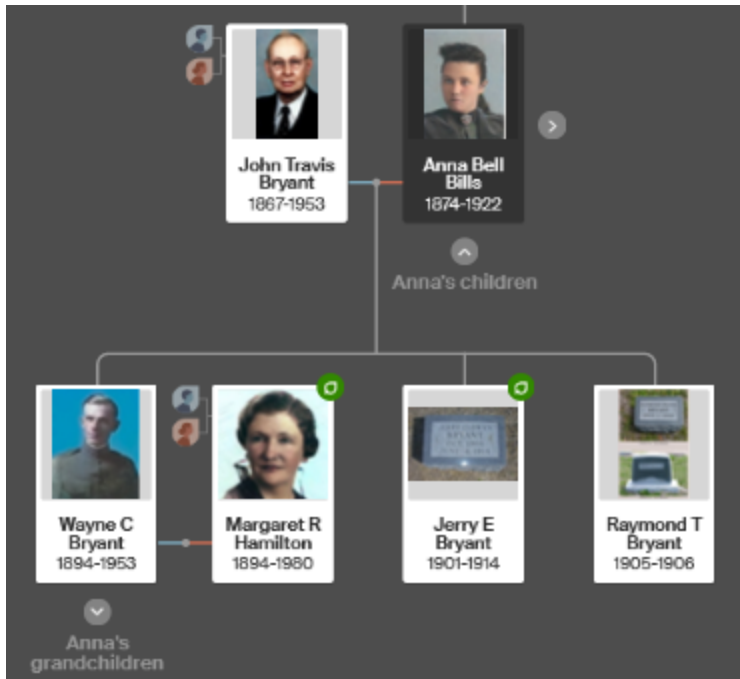 John Travis
Bryant
1867-1953
Anna Bell
Bills
1874-1922
Anna's children
Wayne C
Bryant
1894-1953
Margaret R
Hamilton
1894-1980
BRYANT
Jerry E
Bryant
1901-1914
Raymond T
Bryant
1905-1906
Anna's
grandchildren